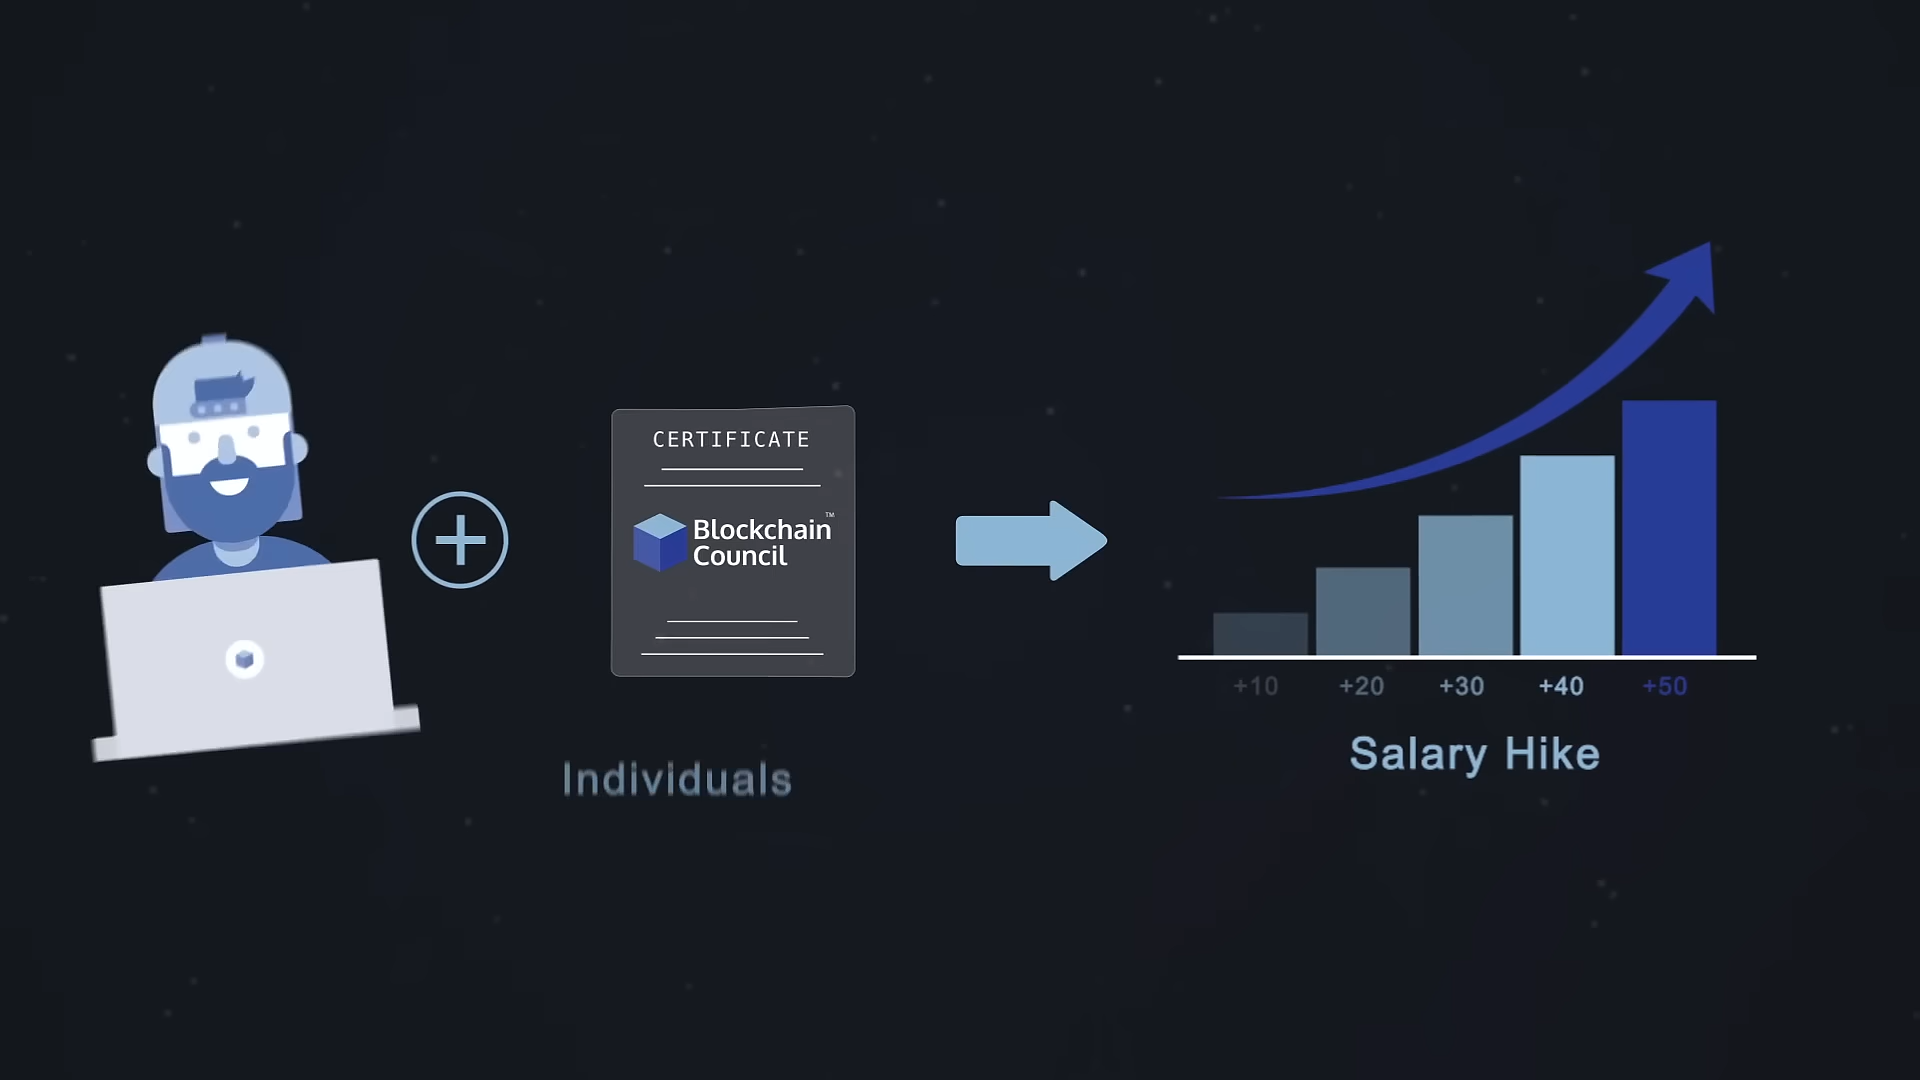 CERTIFICATE
Blockchain™
Council
Individuals
+10 +20 +30 +40 +50
Salary Hike